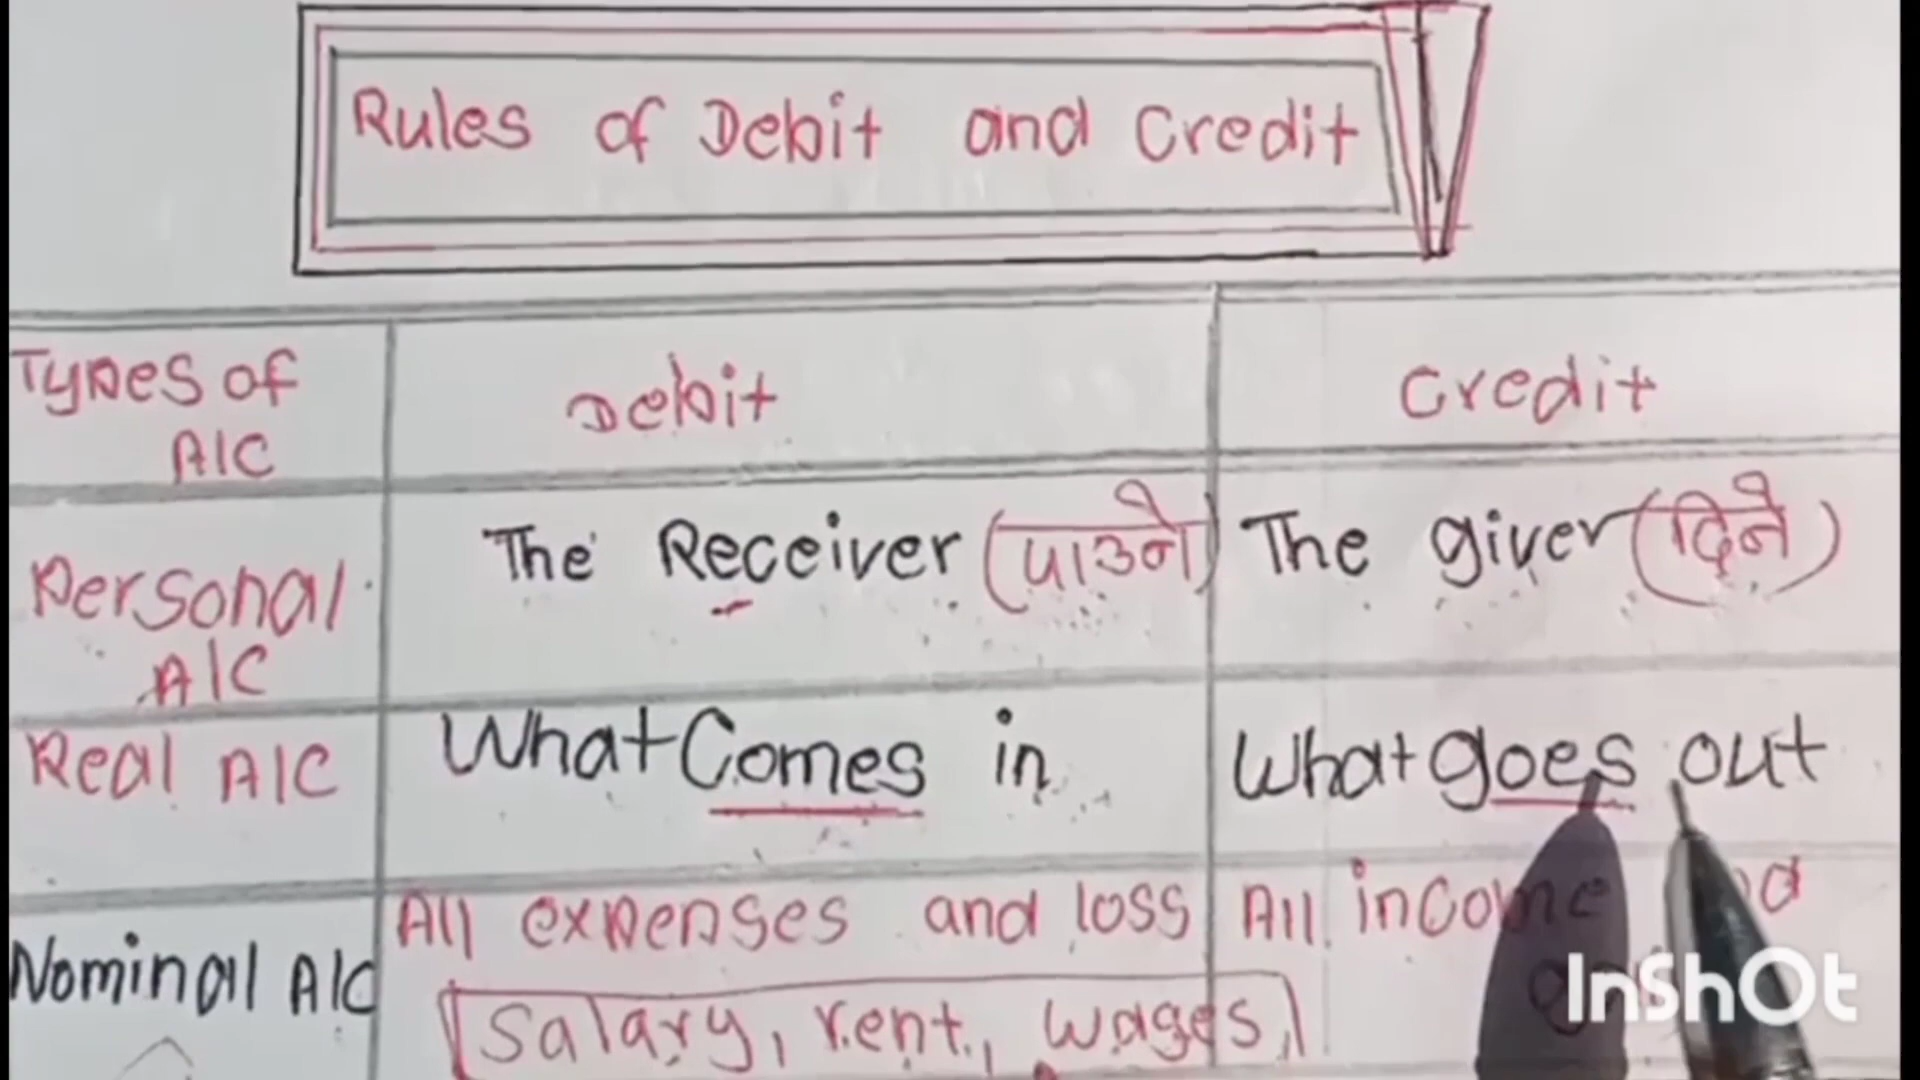 Rules of Debit and Credit
Types of A/C
Debit
Credit
Personal A/C
The Receiver (पाउने)
The giver (दिने)
Real A/C
What Comes in
What goes out
Nominal A/C
All expenses and loss
All income
Salary, rent, wages,
InShOt